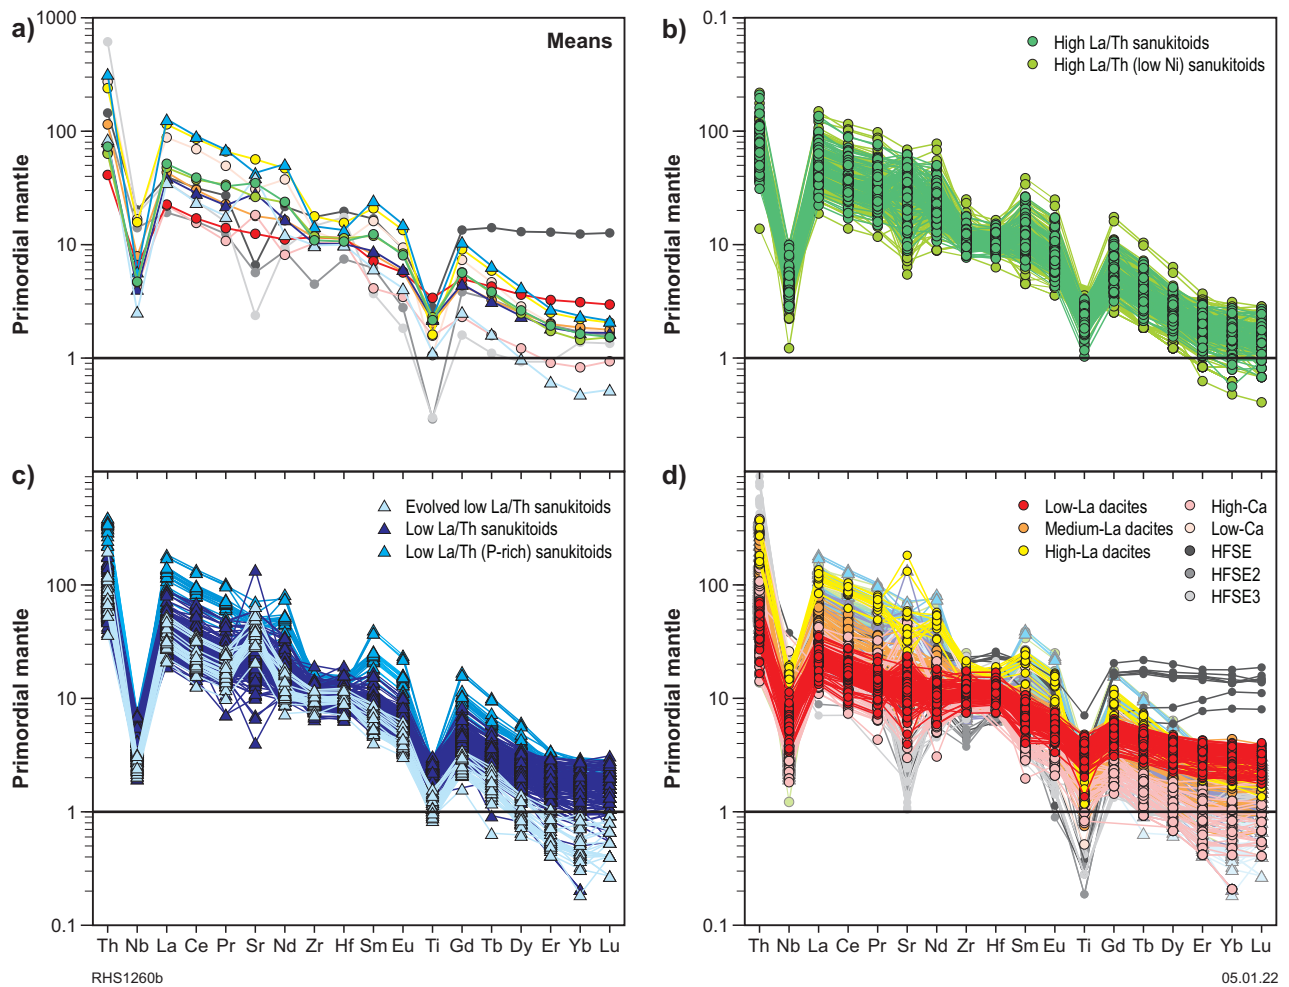 a)
Means
1000
100
10
1
Primordial mantle
b)
High La/Th sanukitoids
High La/Th (low Ni) sanukitoids
0.1
100
10
1
Primordial mantle
c)
Evolved low La/Th sanukitoids
Low La/Th sanukitoids
Low La/Th (P-rich) sanukitoids
100
10
1
0.1
Primordial mantle
Th Nb La Ce Pr Sr Nd Zr Hf Sm Eu Ti Gd Tb Dy Er Yb Lu
d)
Low-La dacites
Medium-La dacites
High-La dacites
High-Ca
Low-Ca
HFSE
HFSE2
HFSE3
100
10
1
0.1
Primordial mantle
Th Nb La Ce Pr Sr Nd Zr Hf Sm Eu Ti Gd Tb Dy Er Yb Lu
RHS1260b
05.01.22